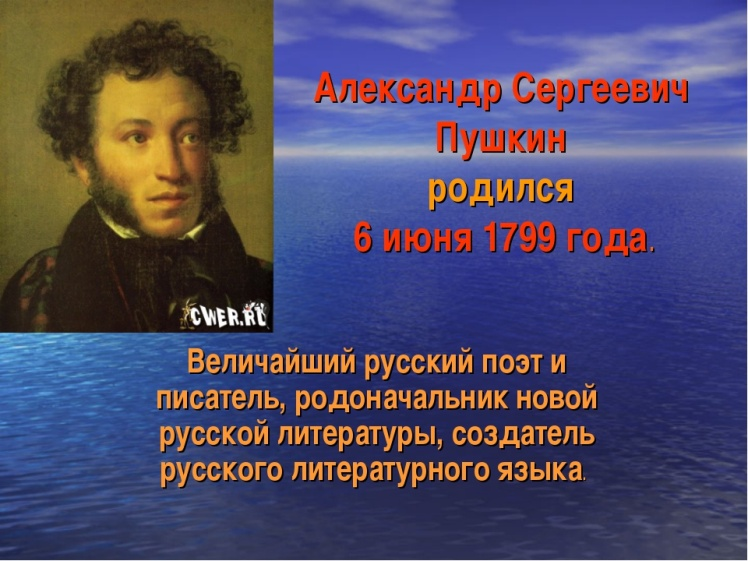 Александр Сергеевич
Пушкин
родился
6 июня 1799 года.
CWER.RU
Величайший русский поэт и
писатель, родоначальник новой
русской литературы, создатель
русского литературного языка.